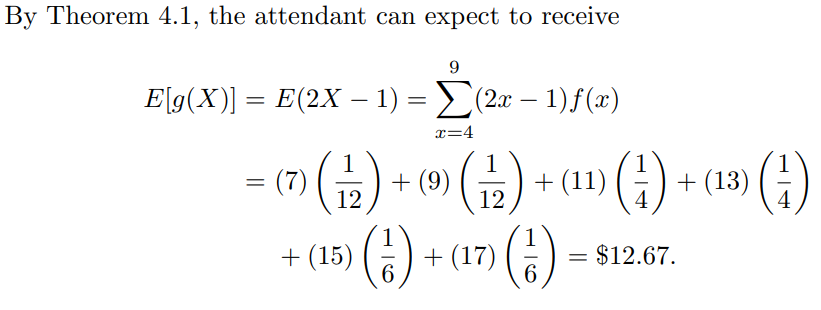 By Theorem 4.1, the attendant can expect to receive
E[g(X)] = E(2X − 1) = \sum_{x=4}^{9} (2x − 1)f(x)
= (7) (1/12) + (9) (1/12) + (11) (1/4) + (13) (1/4)
+ (15) (1/6) + (17) (1/6) = $12.67.